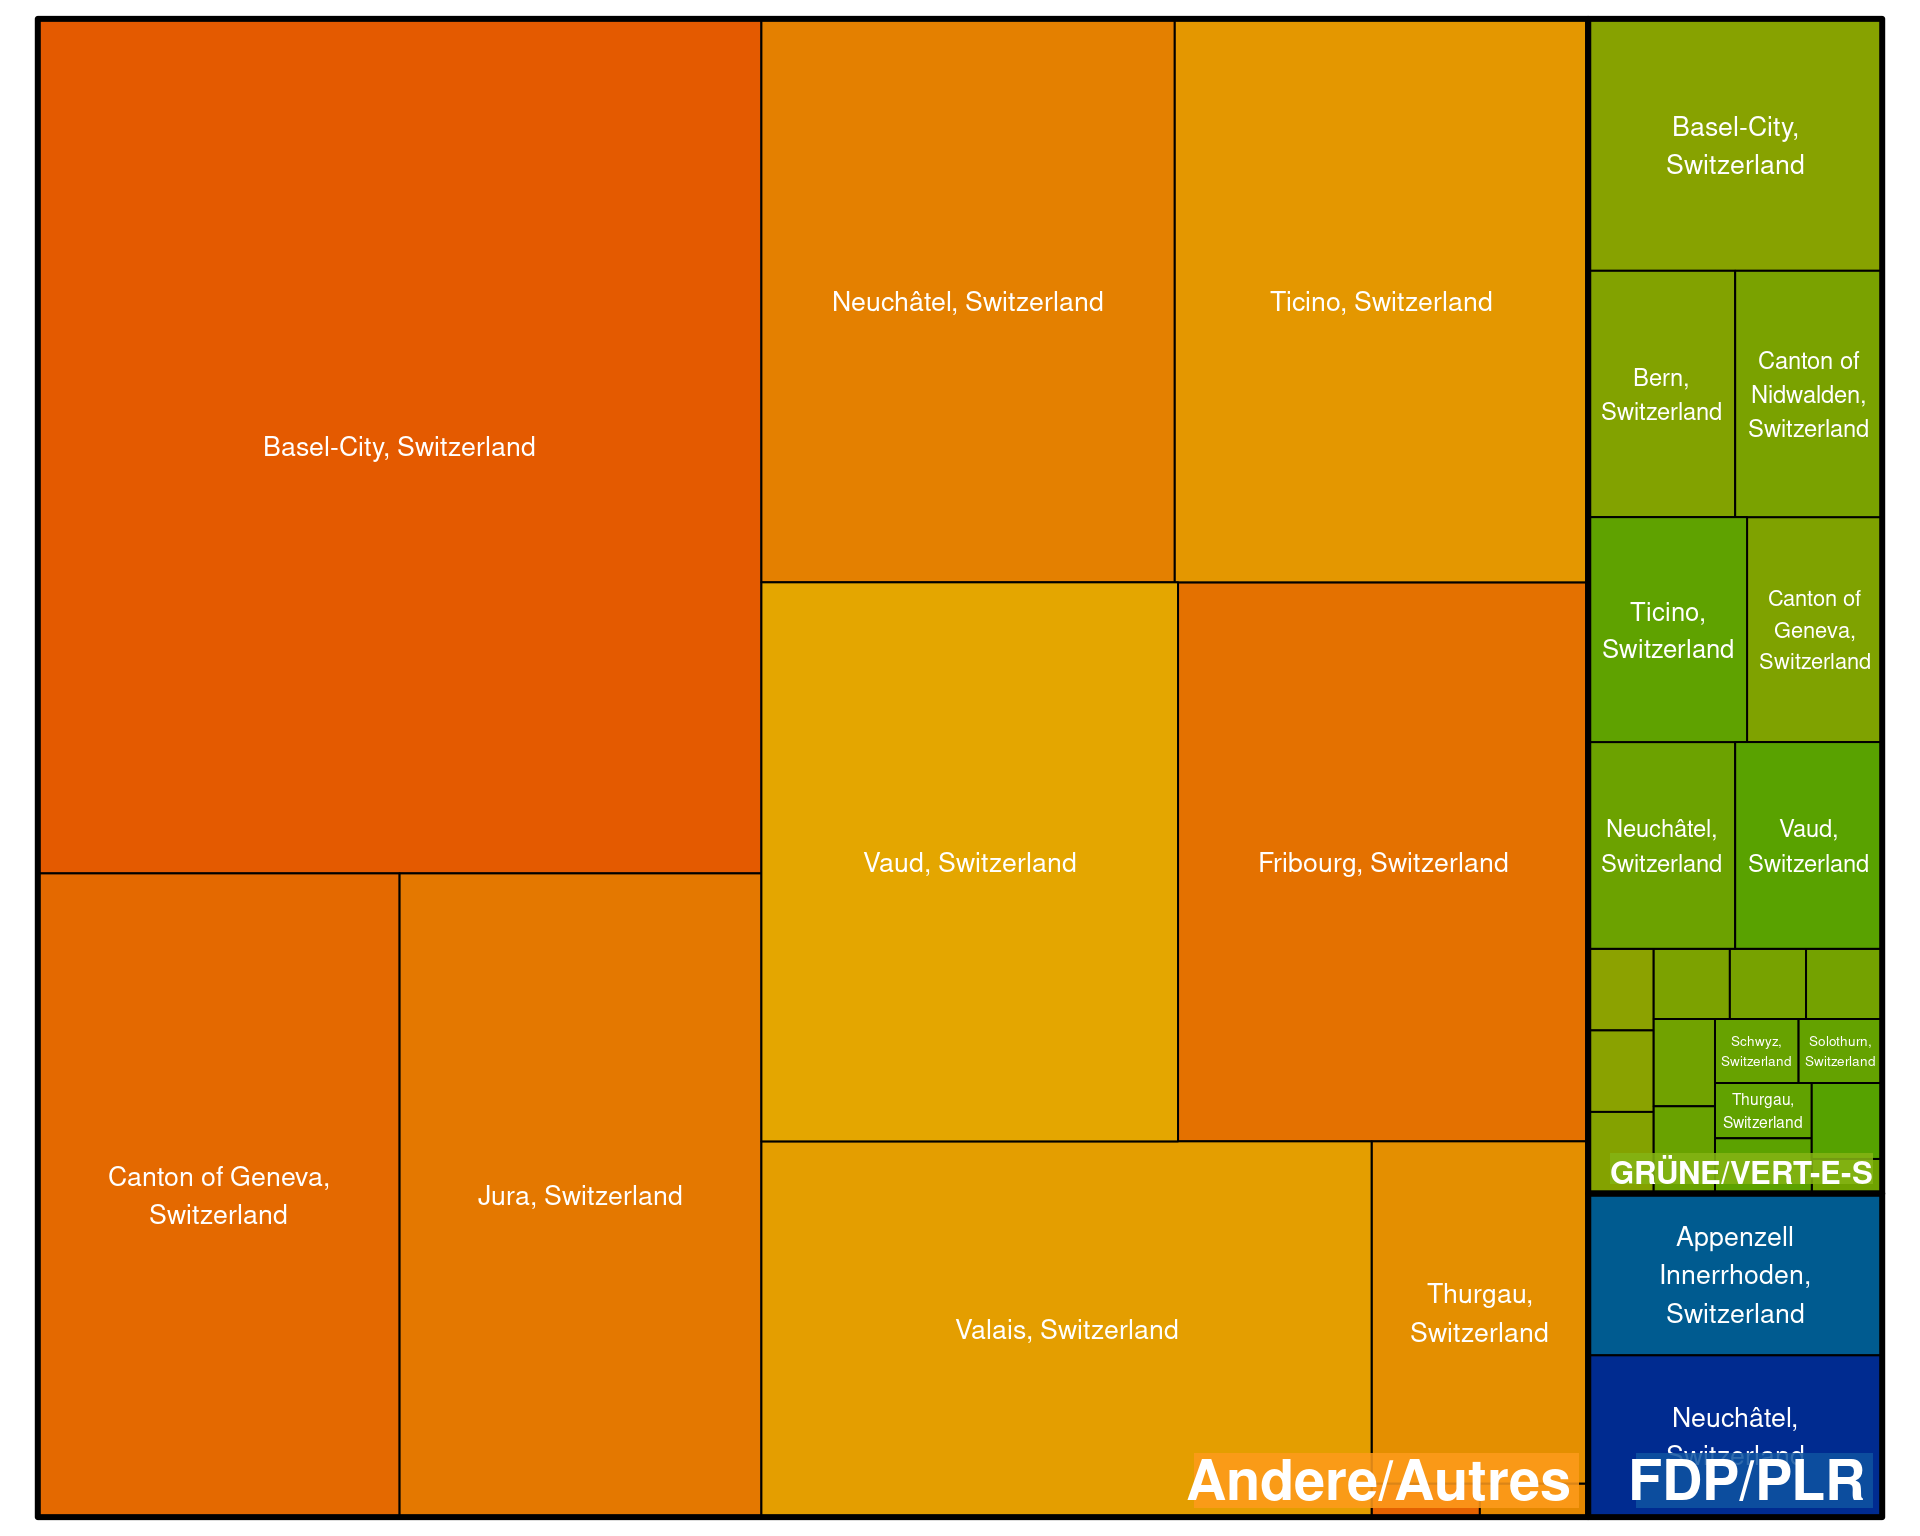 Basel-City, Switzerland
Neuchâtel, Switzerland
Ticino, Switzerland
Vaud, Switzerland
Fribourg, Switzerland
Canton of Geneva,
Switzerland
Jura, Switzerland
Valais, Switzerland
Thurgau,
Switzerland
Andere/Autres
Basel-City,
Switzerland
Bern,
Switzerland
Canton of
Nidwalden,
Switzerland
Ticino,
Switzerland
Canton of
Geneva,
Switzerland
Neuchâtel,
Switzerland
Vaud,
Switzerland
Schwyz,
Switzerland
Solothurn,
Switzerland
Thurgau,
Switzerland
GRÜNE/VERT-E-S
Appenzell
Innerrhoden,
Switzerland
Neuchâtel,
Switzerland
FDP/PLR